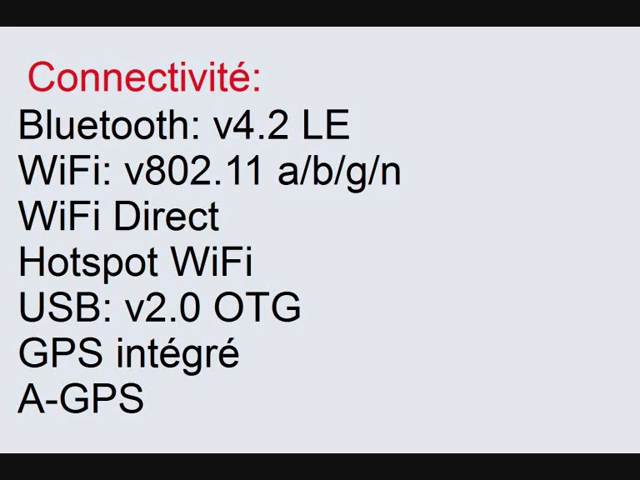 Connectivité:
Bluetooth: v4.2 LE
WiFi: v802.11 a/b/g/n
WiFi Direct
Hotspot WiFi
USB: v2.0 OTG
GPS intégré
A-GPS